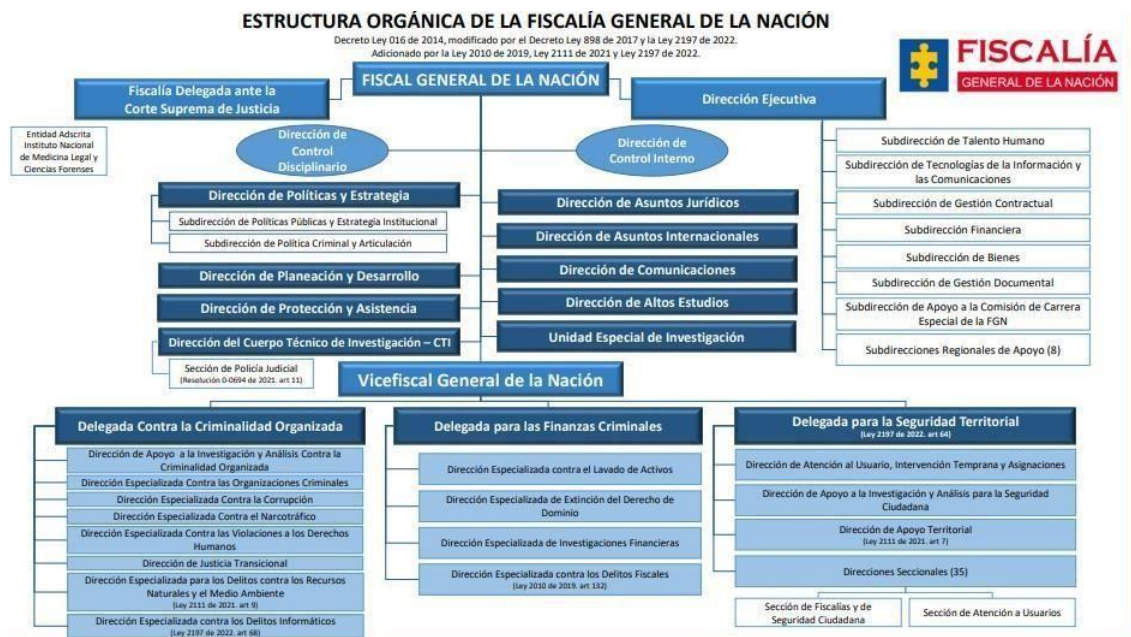 ESTRUCTURA ORGÁNICA DE LA FISCALÍA GENERAL DE LA NACIÓN
Decreto Ley 016 de 2014, modificado por el Decreto Ley 898 de 2017 y la Ley 2197 de 2022.
Adicionado por la Ley 2010 de 2019, Ley 2111 de 2021 y Ley 2197 de 2022.
FISCALÍA
GENERAL DE LA NACIÓN
FISCAL GENERAL DE LA NACIÓN
Fiscalía Delegada ante la
Corte Suprema de Justicia
Dirección Ejecutiva
Entidad Adscrita
Instituto Nacional
de Medicina Legal y
Ciencias Forenses
Dirección de
Control
Disciplinario
Dirección de
Control Interno
Subdirección de Talento Humano
Subdirección de Tecnologías de la Información y
las Comunicaciones
Subdirección de Gestión Contractual
Subdirección Financiera
Subdirección de Bienes
Subdirección de Gestión Documental
Subdirección de Apoyo a la Comisión de Carrera
Especial de la FGN
Subdirecciones Regionales de Apoyo (8)
Dirección de Políticas y Estrategia
Subdirección de Políticas Públicas y Estrategia Institucional
Subdirección de Política Criminal y Articulación
Dirección de Planeación y Desarrollo
Dirección de Protección y Asistencia
Dirección del Cuerpo Técnico de Investigación – CTI
Sección de Policía Judicial
(Resolución 0-0694 de 2021. art 11)
Dirección de Asuntos Jurídicos
Dirección de Asuntos Internacionales
Dirección de Comunicaciones
Dirección de Altos Estudios
Unidad Especial de Investigación
Vicefiscal General de la Nación
Delegada Contra la Criminalidad Organizada
Dirección de Apoyo a la Investigación y Análisis Contra la
Criminalidad Organizada
Dirección Especializada Contra las Organizaciones Criminales
Dirección Especializada Contra la Corrupción
Dirección Especializada Contra el Narcotráfico
Dirección Especializada Contra las Violaciones a los Derechos
Humanos
Dirección de Justicia Transicional
Dirección Especializada para los Delitos contra los Recursos
Naturales y el Medio Ambiente
(Ley 2111 de 2021. art 9)
Dirección Especializada contra los Delitos Informáticos
(Ley 2197 de 2022. art 68)
Delegada para las Finanzas Criminales
Dirección Especializada contra el Lavado de Activos
Dirección Especializada de Extinción del Derecho de
Dominio
Dirección Especializada de Investigaciones Financieras
Dirección Especializada contra los Delitos Fiscales
(Ley 2010 de 2019. art 132)
Delegada para la Seguridad Territorial
(Ley 2197 de 2022. art 64)
Dirección de Atención al Usuario, Intervención Temprana y Asignaciones
Dirección de Apoyo a la Investigación y Análisis para la Seguridad
Ciudadana
Dirección de Apoyo Territorial
(Ley 2111 de 2021. art 7)
Direcciones Seccionales (35)
Sección de Fiscalías y de
Seguridad Ciudadana
Sección de Atención a Usuarios